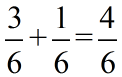 3/6 + 1/6 = 4/6